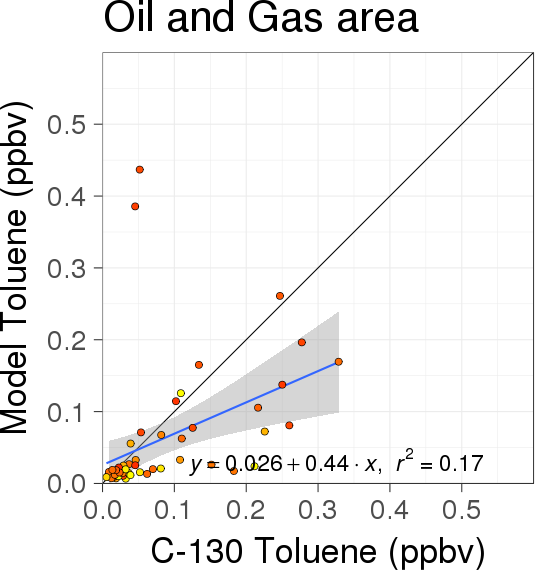 Oil and Gas area
Model Toluene (ppbv)
0.5
0.4
0.3
0.2
0.1
0.0
y = 0.026 + 0.44 · x, r² = 0.17
0.0 0.1 0.2 0.3 0.4 0.5
C-130 Toluene (ppbv)